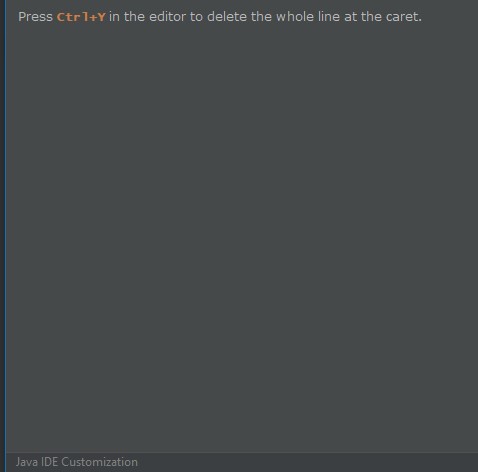 Press Ctrl+Y in the editor to delete the whole line at the caret.
Java IDE Customization